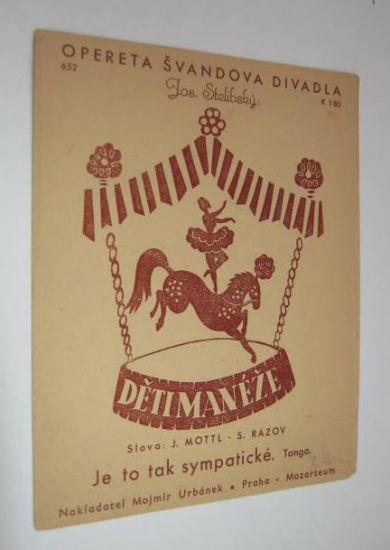 OPERETA ŠVANDOVA DIVADLA
652
Jos. Stelibský:
K 1·80
DĚTI MANÉŽE
Slova: J. MOTTL - S. RAZOV
Je to tak sympatické. Tango.
Nakladatel Mojmír Urbánek • Praha - Mozarteum